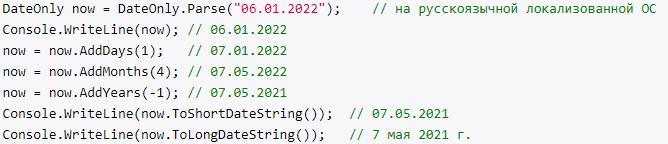 DateOnly now = DateOnly.Parse("06.01.2022");    // на русскоязычной локализованной ОС
Console.WriteLine(now); // 06.01.2022
now = now.AddDays(1);   // 07.01.2022
now = now.AddMonths(4); // 07.05.2022
now = now.AddYears(-1); // 07.05.2021
Console.WriteLine(now.ToShortDateString());  // 07.05.2021
Console.WriteLine(now.ToLongDateString());   // 7 мая 2021 г.